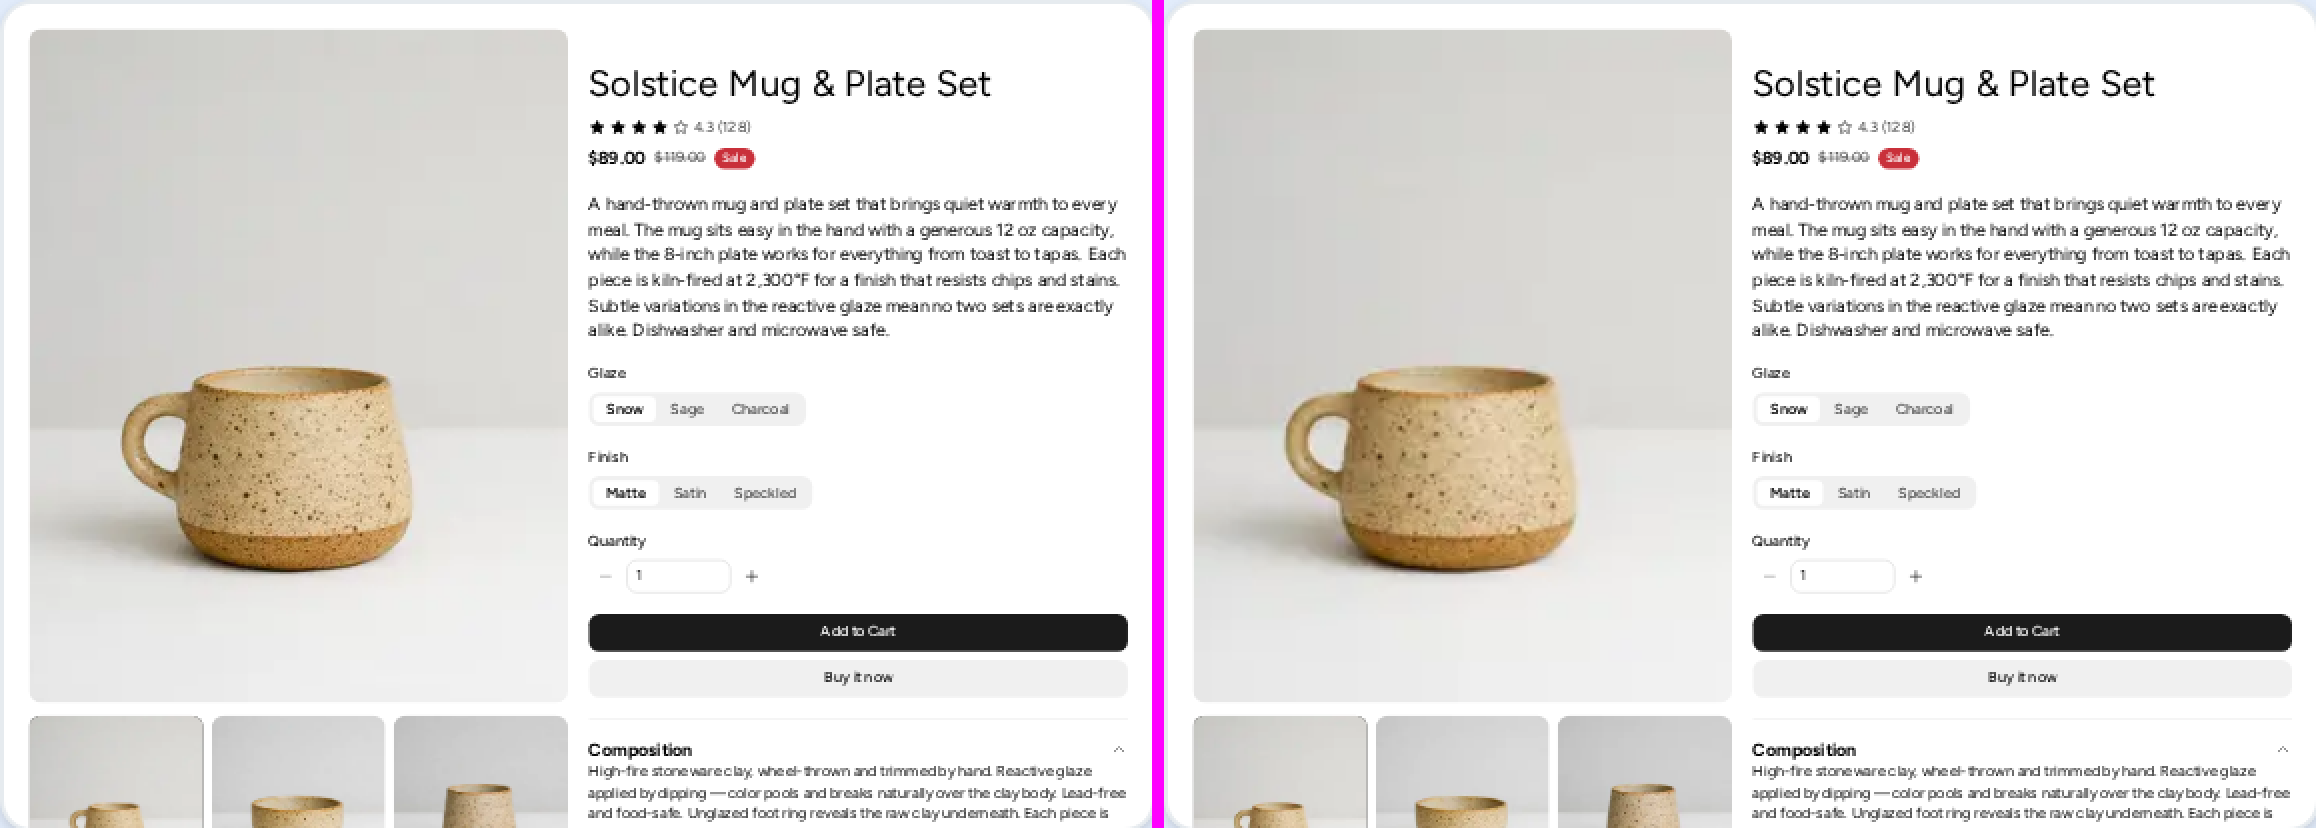 Solstice Mug & Plate Set
4.3 (128)
$89.00 $119.00 Sale
A hand-thrown mug and plate set that brings quiet warmth to every
meal. The mug sits easy in the hand with a generous 12 oz capacity,
while the 8-inch plate works for everything from toast to tapas. Each
piece is kiln-fired at 2,300°F for a finish that resists chips and stains.
Subtle variations in the reactive glaze mean no two sets are exactly
alike. Dishwasher and microwave safe.
Glaze
Snow Sage Charcoal
Finish
Matte Satin Speckled
Quantity
1
Add to Cart
Buy it now
Composition
High-fire stoneware clay, wheel-thrown and trimmed by hand. Reactive glaze
applied by dipping — color pools and breaks naturally over the clay body. Lead-free
and food-safe. Unglazed foot ring reveals the raw clay underneath. Each piece is
Solstice Mug & Plate Set
4.3 (128)
$89.00 $119.00 Sale
A hand-thrown mug and plate set that brings quiet warmth to every
meal. The mug sits easy in the hand with a generous 12 oz capacity,
while the 8-inch plate works for everything from toast to tapas. Each
piece is kiln-fired at 2,300°F for a finish that resists chips and stains.
Subtle variations in the reactive glaze mean no two sets are exactly
alike. Dishwasher and microwave safe.
Glaze
Snow Sage Charcoal
Finish
Matte Satin Speckled
Quantity
1
Add to Cart
Buy it now
Composition
High-fire stoneware clay, wheel-thrown and trimmed by hand. Reactive glaze
applied by dipping — color pools and breaks naturally over the clay body. Lead-free
and food-safe. Unglazed foot ring reveals the raw clay underneath. Each piece is